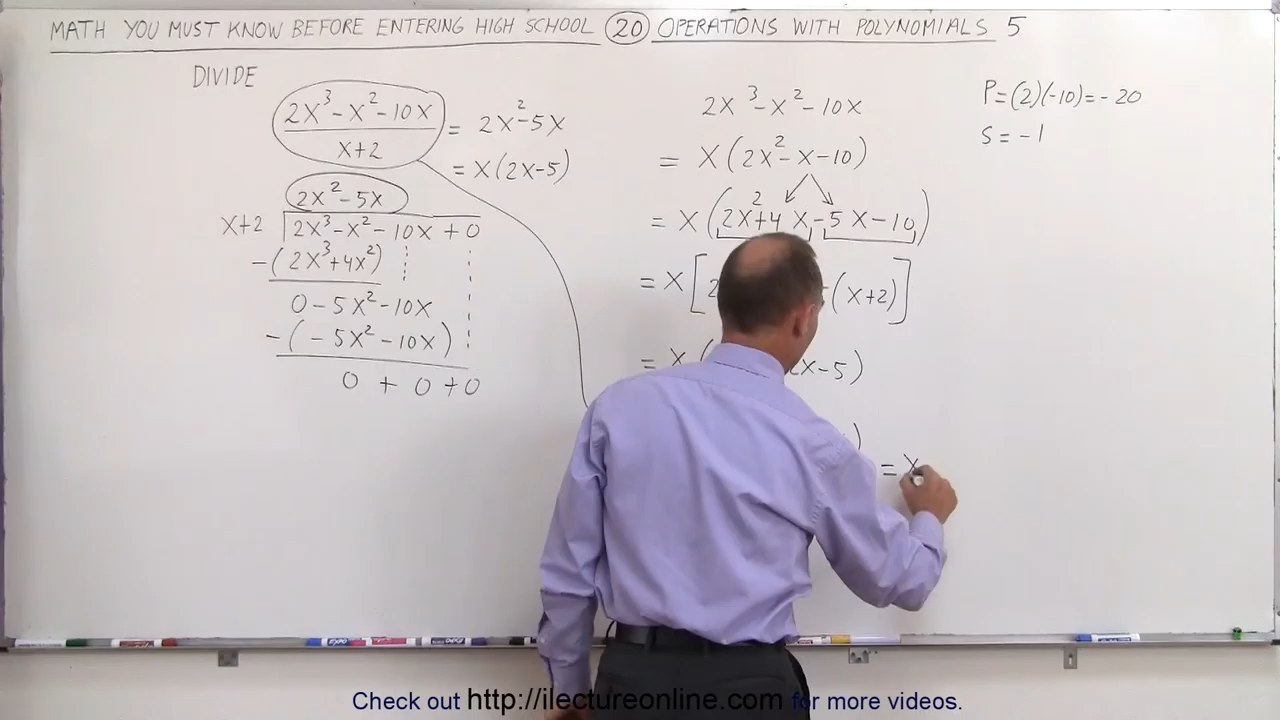 MATH YOU MUST KNOW BEFORE ENTERING HIGH SCHOOL (20) OPERATIONS WITH POLYNOMIALS 5
DIVIDE
2X³-X²-10X
X+2
= 2X²-5X
= X(2X-5)
2X²-5X
X+2
2X³-X²-10X+0
-(2X³+4X²)
0-5X²-10X
-(-5X²-10X)
0 + 0 +0
2X³-X²-10X
= X(2X²-X-10)
= X(2X²+4X-5X-10)
= X[2
(X+2)]
= X(
X-5)
)
= X
P=(2)(-10)=-20
S=-1
Check out http://ilectureonline.com for more videos.